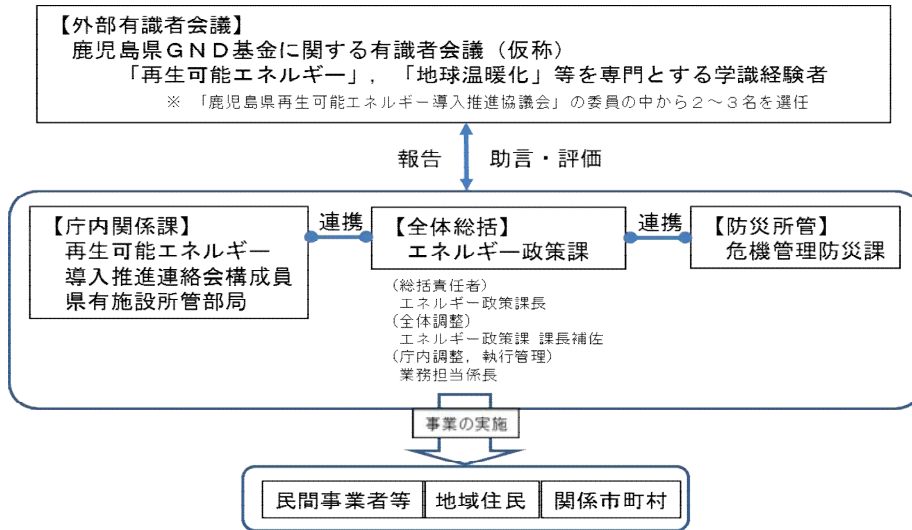 【外部有識者会議】
鹿児島県GND基金に関する有識者会議（仮称）
「再生可能エネルギー」，「地球温暖化」等を専門とする学識経験者
※ 「鹿児島県再生可能エネルギー導入推進協議会」の委員の中から２～３名を選任
報告 助言・評価
【庁内関係課】
再生可能エネルギー
導入推進連絡会構成員
県有施設所管部局
連携
【全体総括】
エネルギー政策課
(総括責任者)
エネルギー政策課長
(全体調整)
エネルギー政策課 課長補佐
(庁内調整，執行管理)
業務担当係長
連携
【防災所管】
危機管理防災課
事業の実施
民間事業者等 地域住民 関係市町村